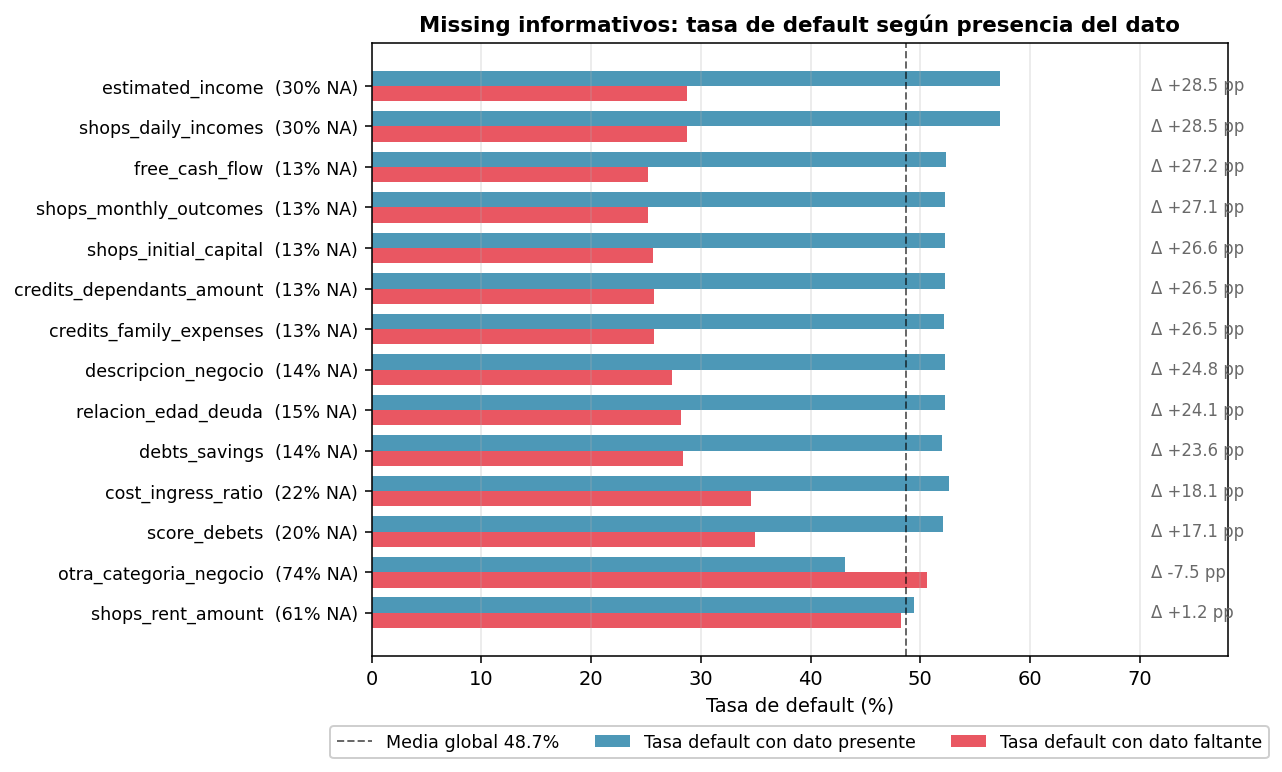 Missing informativos: tasa de default según presencia del dato
estimated_income (30% NA) Δ +28.5 pp
shops_daily_incomes (30% NA) Δ +28.5 pp
free_cash_flow (13% NA) Δ +27.2 pp
shops_monthly_outcomes (13% NA) Δ +27.1 pp
shops_initial_capital (13% NA) Δ +26.6 pp
credits_dependants_amount (13% NA) Δ +26.5 pp
credits_family_expenses (13% NA) Δ +26.5 pp
descripcion_negocio (14% NA) Δ +24.8 pp
relacion_edad_deuda (15% NA) Δ +24.1 pp
debts_savings (14% NA) Δ +23.6 pp
cost_ingress_ratio (22% NA) Δ +18.1 pp
score_debets (20% NA) Δ +17.1 pp
otra_categoria_negocio (74% NA) Δ -7.5 pp
shops_rent_amount (61% NA) Δ +1.2 pp
0 10 20 30 40 50 60 70
Tasa de default (%)
Media global 48.7% Tasa default con dato presente Tasa default con dato faltante